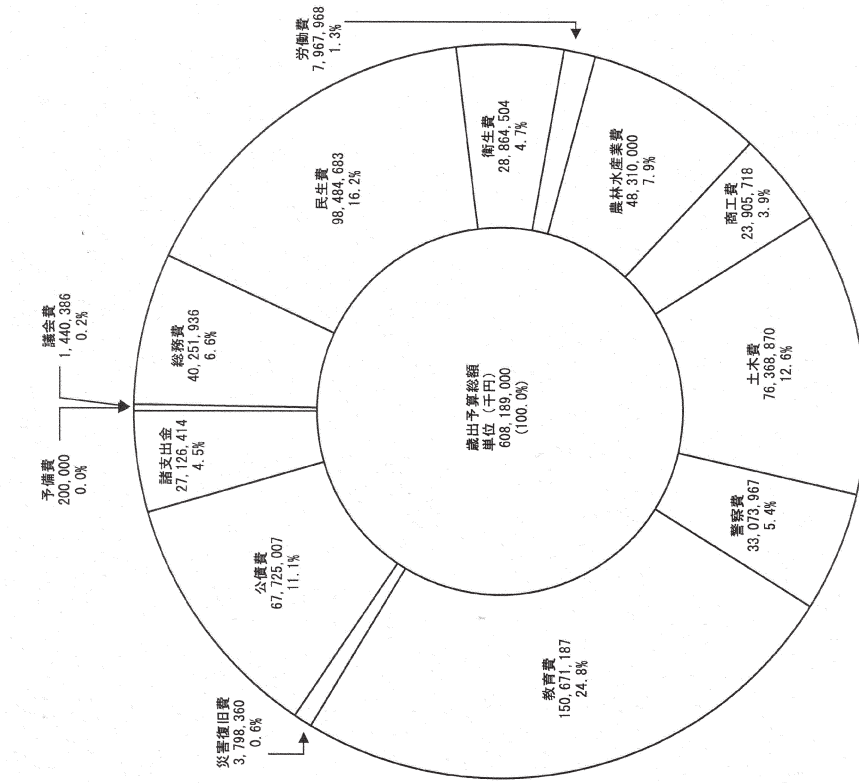 歳出予算総額
単位（千円）
608,189,000
(100.0%)
議会費
1,440,386
0.2%
総務費
40,251,936
6.6%
民生費
98,484,683
16.2%
衛生費
28,864,504
4.7%
労働費
7,967,968
1.3%
農林水産業費
48,310,000
7.9%
商工費
23,905,718
3.9%
土木費
76,368,870
12.6%
警察費
33,073,967
5.4%
教育費
150,671,187
24.8%
災害復旧費
3,798,360
0.6%
公債費
67,725,007
11.1%
諸支出金
27,126,414
4.5%
予備費
200,000
0.0%